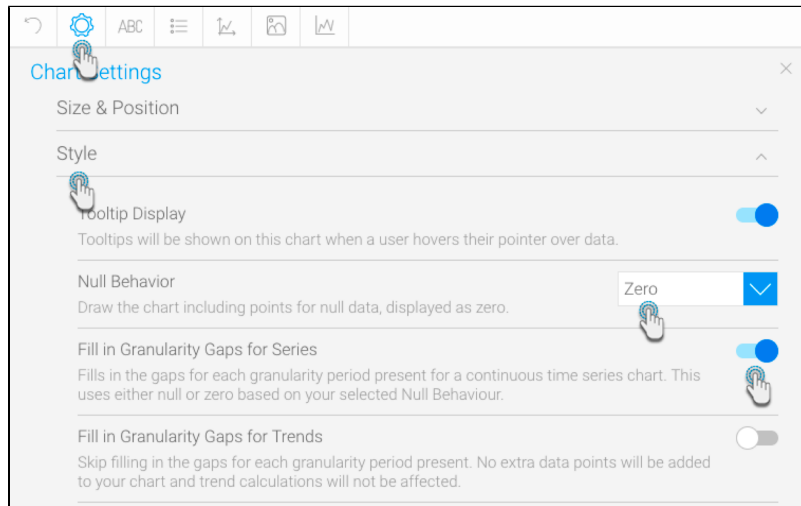 ABC
Chart Settings
Size & Position
Style
Tooltip Display
Tooltips will be shown on this chart when a user hovers their pointer over data.
Null Behavior
Zero
Draw the chart including points for null data, displayed as zero.
Fill in Granularity Gaps for Series
Fills in the gaps for each granularity period present for a continuous time series chart. This
uses either null or zero based on your selected Null Behaviour.
Fill in Granularity Gaps for Trends
Skip filling in the gaps for each granularity period present. No extra data points will be added
to your chart and trend calculations will not be affected.